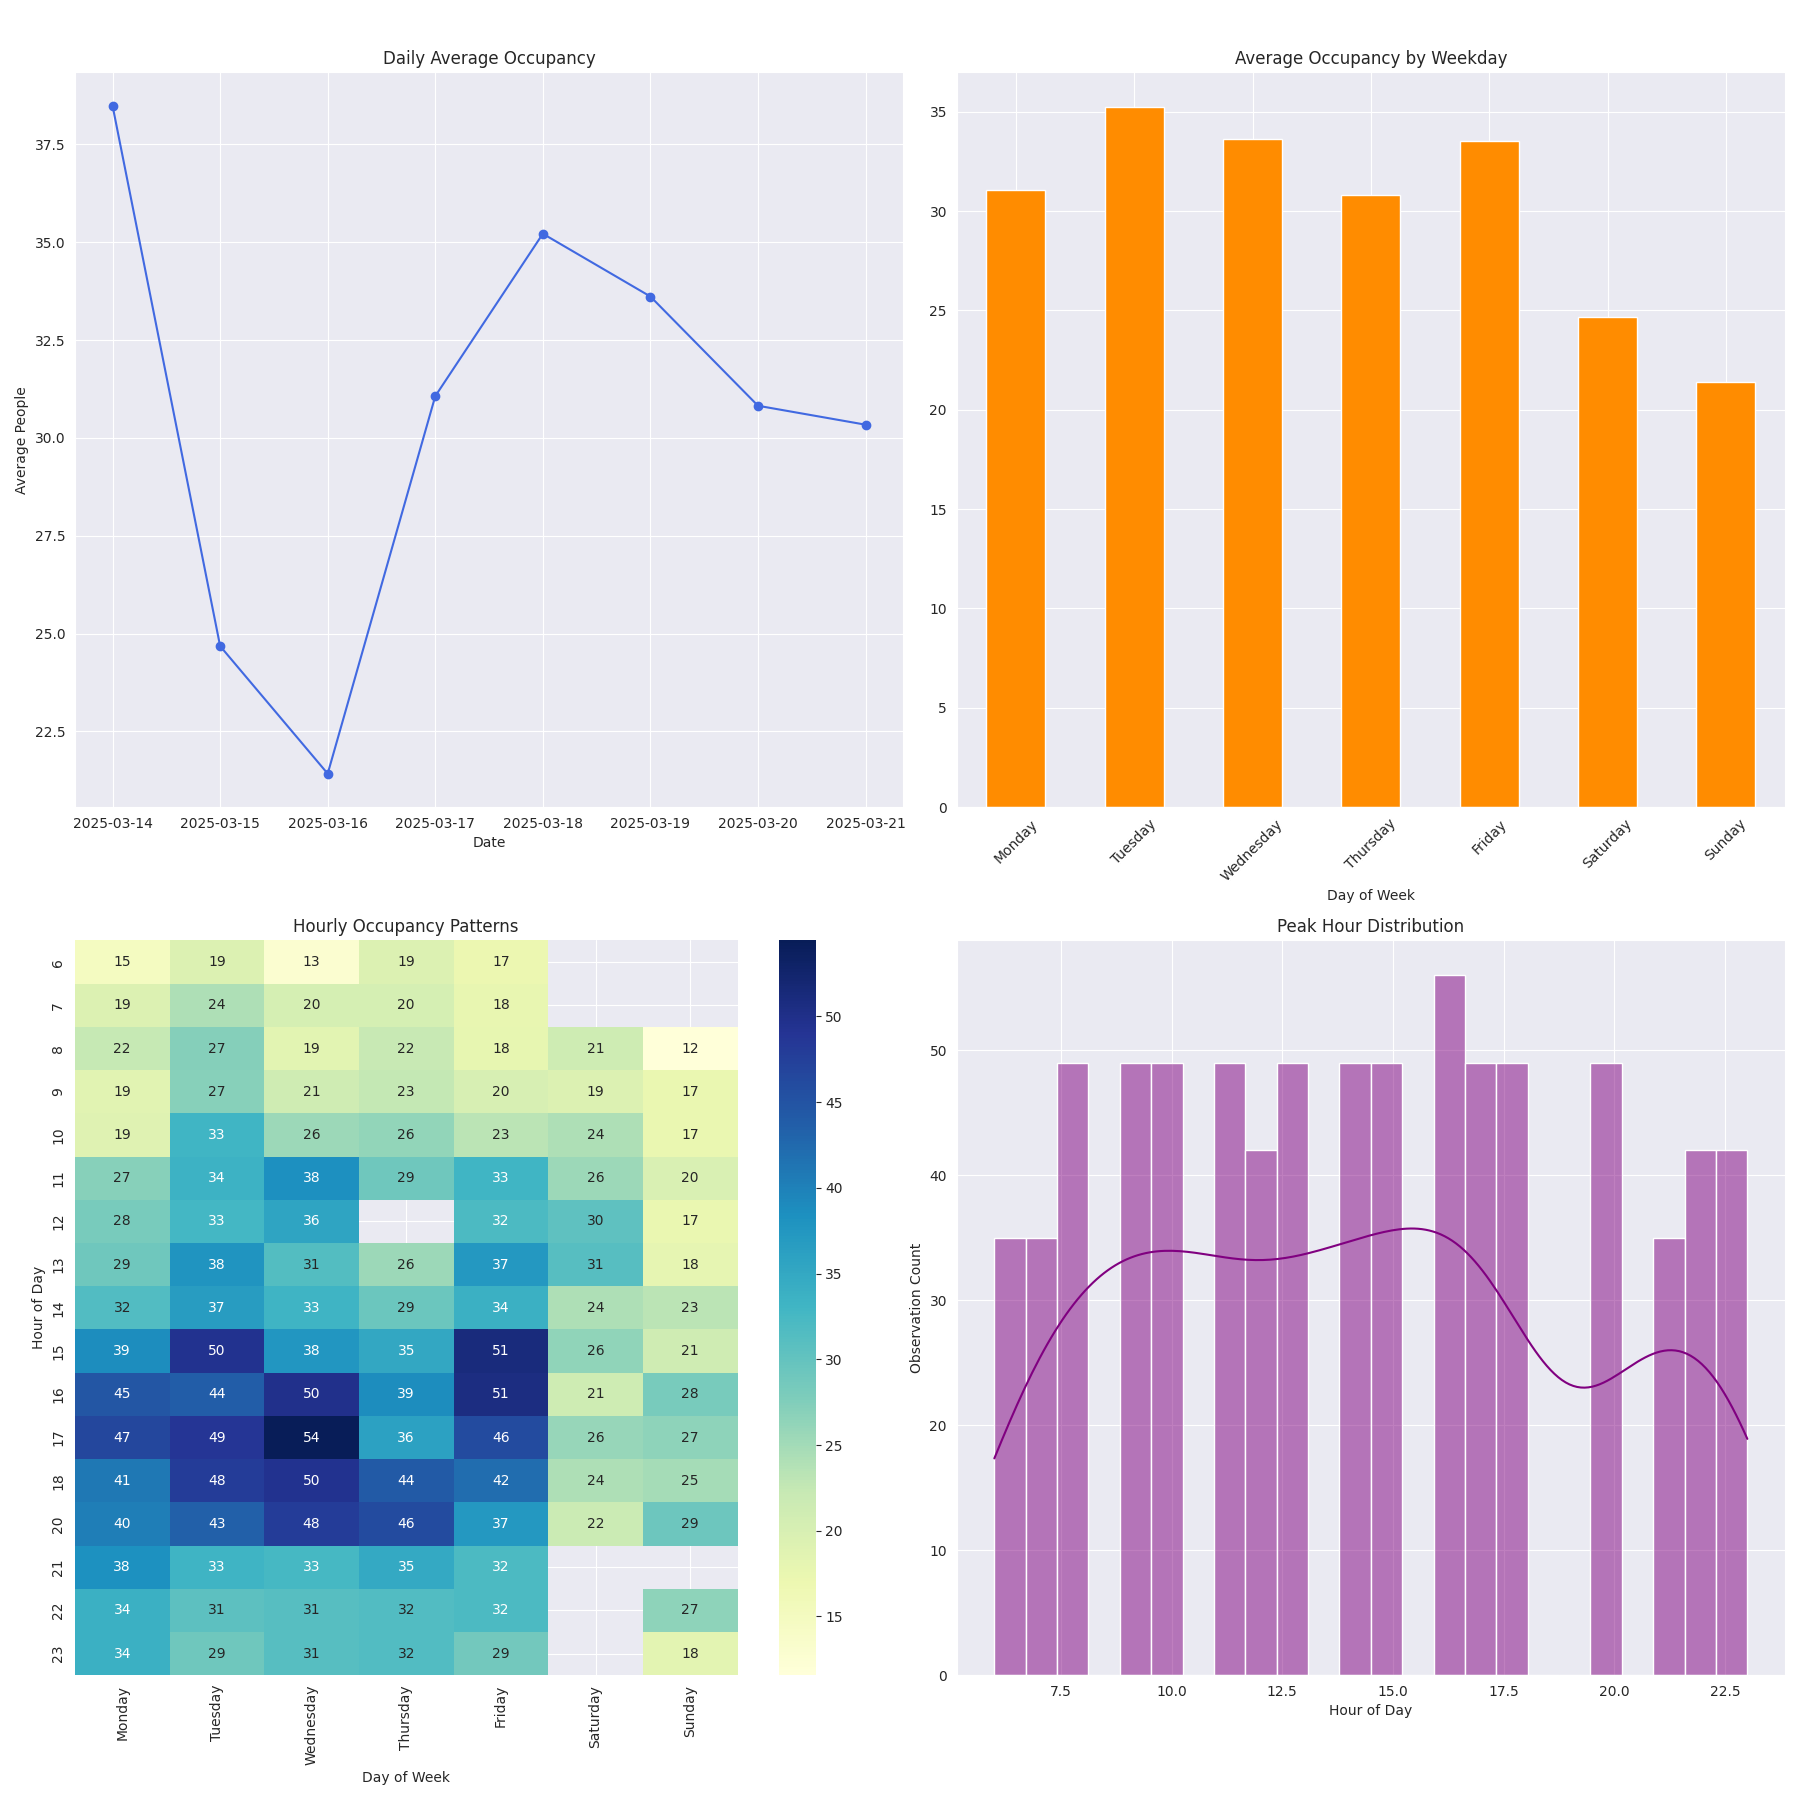 Daily Average Occupancy
Average People
37.5
35.0
32.5
30.0
27.5
25.0
22.5
2025-03-14 2025-03-15 2025-03-16 2025-03-17 2025-03-18 2025-03-19 2025-03-20 2025-03-21
Date
Average Occupancy by Weekday
35
30
25
20
15
10
5
0
Monday Tuesday Wednesday Thursday Friday Saturday Sunday
Day of Week
Hourly Occupancy Patterns
Hour of Day
6 15 19 13 19 17
7 19 24 20 20 18
8 22 27 19 22 18 21 12
9 19 27 21 23 20 19 17
10 19 33 26 26 23 24 17
11 27 34 38 29 33 26 20
12 28 33 36 32 30 17
13 29 38 31 26 37 31 18
14 32 37 33 29 34 24 23
15 39 50 38 35 51 26 21
16 45 44 50 39 51 21 28
17 47 49 54 36 46 26 27
18 41 48 50 44 42 24 25
20 40 43 48 46 37 22 29
21 38 33 33 35 32
22 34 31 31 32 32 27
23 34 29 31 32 29 18
Monday Tuesday Wednesday Thursday Friday Saturday Sunday
Day of Week
50
45
40
35
30
25
20
15
Peak Hour Distribution
Observation Count
50
40
30
20
10
0
7.5 10.0 12.5 15.0 17.5 20.0 22.5
Hour of Day